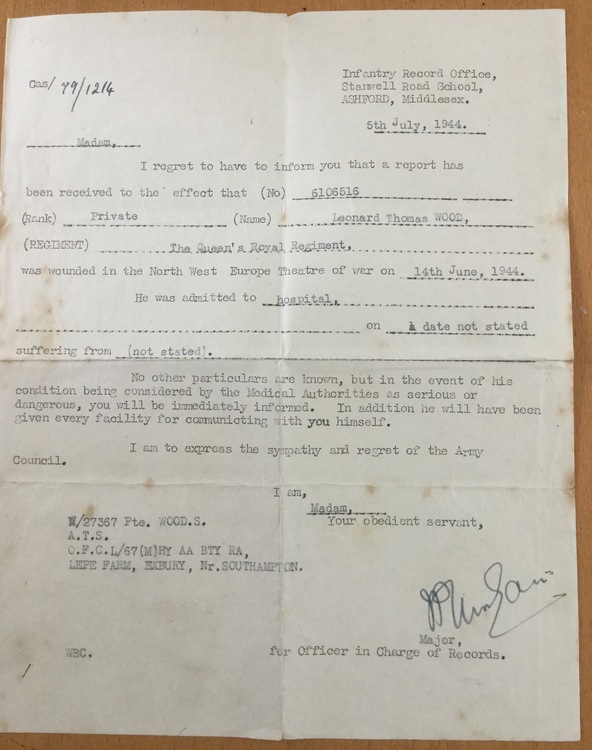 Cas/ 79/1214
Infantry Record Office,
Stanwell Road School,
ASHFORD, Middlesex.
5th July, 1944.
Madam,
I regret to have to inform you that a report has
been received to the effect that (No) 6106516
(Rank) Private (Name) Leonard Thomas WOOD,
(REGIMENT) The Queen's Royal Regiment,
was wounded in the North West Europe Theatre of war on 14th June, 1944.
He was admitted to hospital,
on A date not stated
suffering from (not stated).
No other particulars are known, but in the event of his
condition being considered by the Medical Authorities as serious or
dangerous, you will be immediately informed. In addition he will have been
given every facility for communicting with you himself.
I am to express the sympathy and regret of the Army
Council.
I am,
Madam,
Your obedient servant,
W/27367 Pte. WOOD.S.
A.T.S.
O.F.C.L/67(M)HY AA BTY RA,
LEPE FARM, EXBURY, Nr.SOUTHAMPTON.
Major,
WBC. for Officer in Charge of Records.